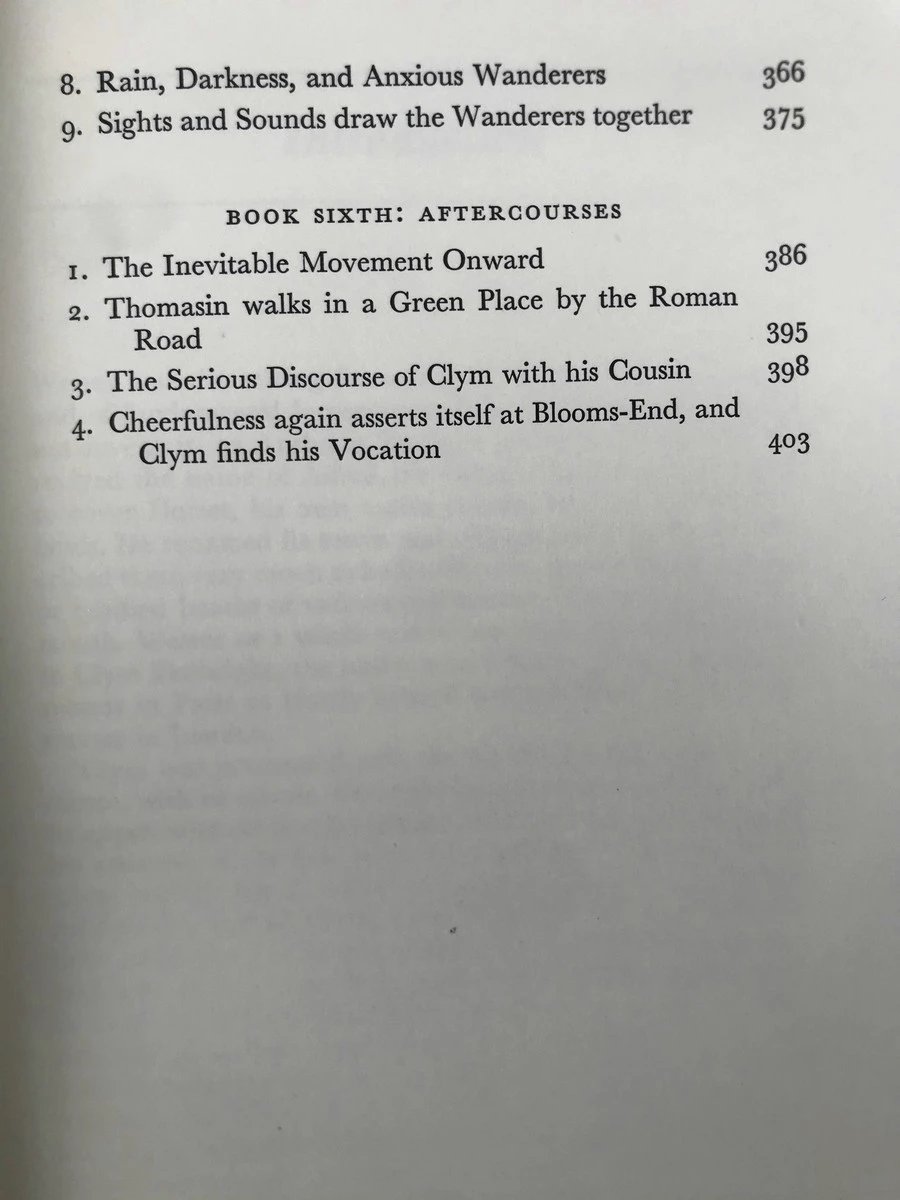 8. Rain, Darkness, and Anxious Wanderers 366
9. Sights and Sounds draw the Wanderers together 375
BOOK SIXTH: AFTERCOURSES
1. The Inevitable Movement Onward 386
2. Thomasin walks in a Green Place by the Roman
Road 395
3. The Serious Discourse of Clym with his Cousin 398
4. Cheerfulness again asserts itself at Blooms-End, and
Clym finds his Vocation 403